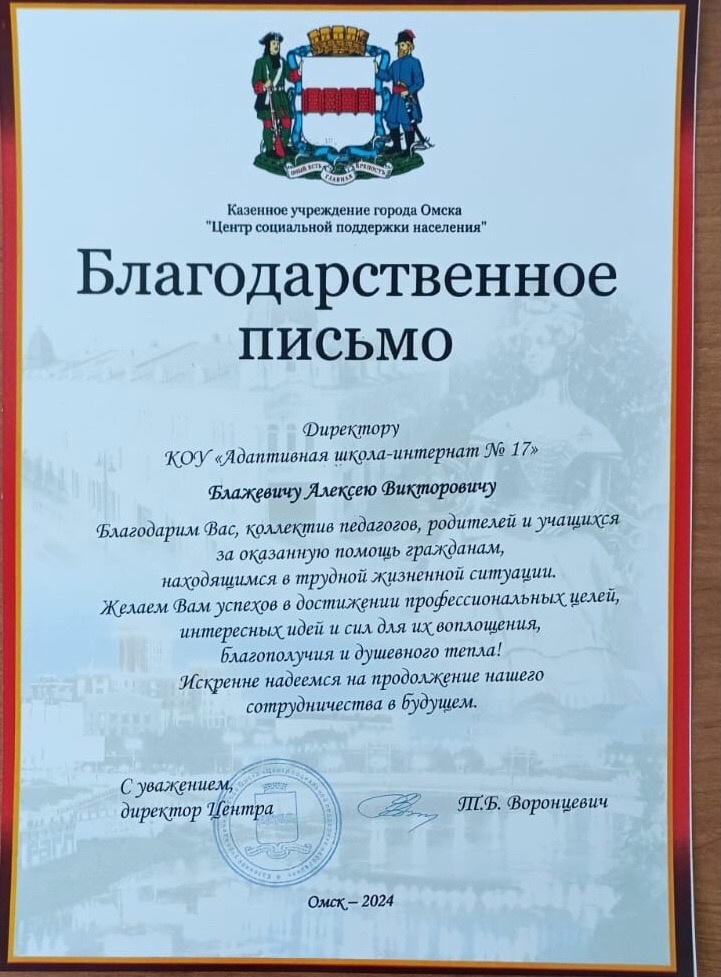 Казенное учреждение города Омска
"Центр социальной поддержки населения"
Благодарственное
письмо
Директору
КОУ «Адаптивная школа-интернат № 17»
Блажевичу Алексею Викторовичу
Благодарим Вас, коллектив педагогов, родителей и учащихся
за оказанную помощь гражданам,
находящимся в трудной жизненной ситуации.
Желаем Вам успехов в достижении профессиональных целей,
интересных идей и сил для их воплощения,
благополучия и душевного тепла!
Искренне надеемся на продолжение нашего
сотрудничества в будущем.
С уважением,
директор Центра
Т.Б. Воронцевич
Омск – 2024